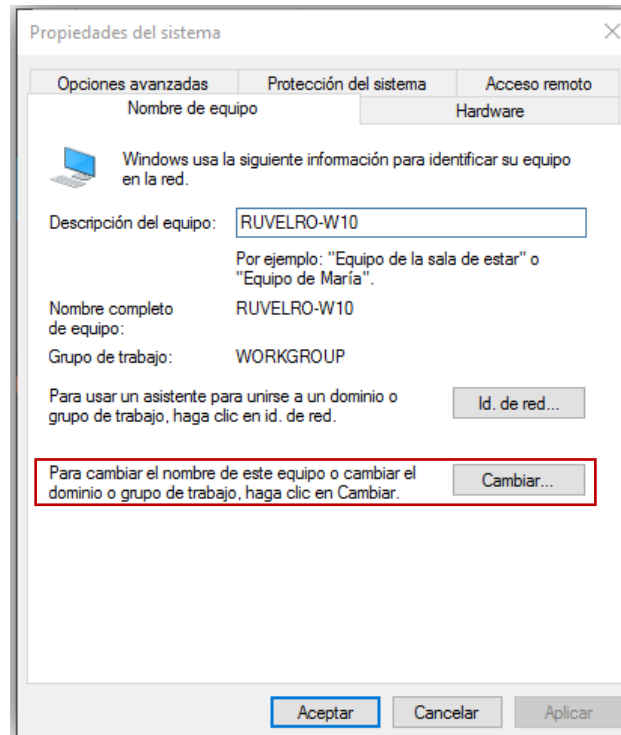 Propiedades del sistema
Opciones avanzadas Protección del sistema Acceso remoto
Nombre de equipo Hardware
Windows usa la siguiente información para identificar su equipo
en la red.
Descripción del equipo: RUVELRO-W10
Por ejemplo: "Equipo de la sala de estar" o
"Equipo de María".
Nombre completo RUVELRO-W10
de equipo:
Grupo de trabajo: WORKGROUP
Para usar un asistente para unirse a un dominio o
grupo de trabajo, haga clic en id. de red.
Id. de red...
Para cambiar el nombre de este equipo o cambiar el
dominio o grupo de trabajo, haga clic en Cambiar.
Cambiar...
Aceptar Cancelar Aplicar